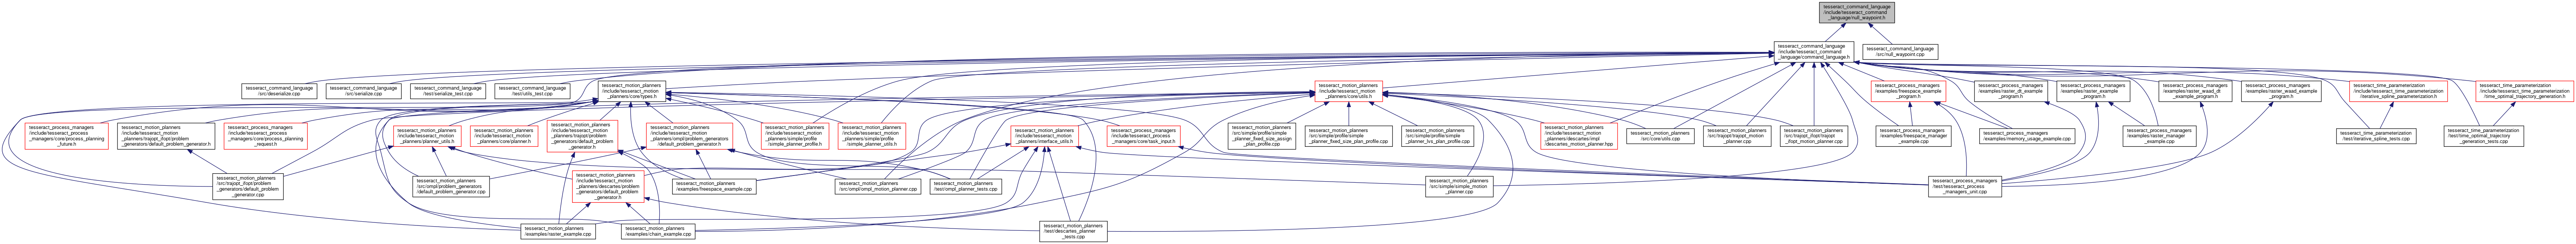 tesseract_command_language
/include/tesseract_command
_language/null_waypoint.h
tesseract_command_language
/include/tesseract_command
_language/command_language.h
tesseract_command_language
/src/null_waypoint.cpp
tesseract_command_language
/src/deserialize.cpp
tesseract_command_language
/src/serialize.cpp
tesseract_command_language
/test/serialize_test.cpp
tesseract_command_language
/test/utils_test.cpp
tesseract_motion_planners
/include/tesseract_motion
_planners/core/types.h
tesseract_motion_planners
/include/tesseract_motion
_planners/core/utils.h
tesseract_process_managers
/examples/freespace_example
_program.h
tesseract_process_managers
/examples/raster_dt_example
_program.h
tesseract_process_managers
/examples/raster_example
_program.h
tesseract_process_managers
/examples/raster_waad_dt
_example_program.h
tesseract_process_managers
/examples/raster_waad_example
_program.h
tesseract_time_parameterization
/include/tesseract_time_parameterization
/iterative_spline_parameterization.h
tesseract_time_parameterization
/include/tesseract_time_parameterization
/time_optimal_trajectory_generation.h
tesseract_process_managers
/include/tesseract_process
_managers/core/process_planning
_future.h
tesseract_motion_planners
/include/tesseract_motion
_planners/trajopt_ifopt/problem
_generators/default_problem_generator.h
tesseract_process_managers
/include/tesseract_process
_managers/core/process_planning
_request.h
tesseract_motion_planners
/include/tesseract_motion
_planners/planner_utils.h
tesseract_motion_planners
/include/tesseract_motion
_planners/core/planner.h
tesseract_motion_planners
/include/tesseract_motion
_planners/trajopt/problem
_generators/default_problem
_generator.h
tesseract_motion_planners
/include/tesseract_motion
_planners/ompl/problem_generators
/default_problem_generator.h
tesseract_motion_planners
/include/tesseract_motion
_planners/simple/profile
/simple_planner_profile.h
tesseract_motion_planners
/include/tesseract_motion
_planners/simple/profile
/simple_planner_utils.h
tesseract_motion_planners
/include/tesseract_motion
_planners/interface_utils.h
tesseract_process_managers
/include/tesseract_process
_managers/core/task_input.h
tesseract_motion_planners
/src/simple/profile/simple
_planner_fixed_size_assign
_plan_profile.cpp
tesseract_motion_planners
/src/simple/profile/simple
_planner_fixed_size_plan_profile.cpp
tesseract_motion_planners
/src/simple/profile/simple
_planner_lvs_plan_profile.cpp
tesseract_motion_planners
/include/tesseract_motion
_planners/descartes/impl
/descartes_motion_planner.hpp
tesseract_motion_planners
/src/core/utils.cpp
tesseract_motion_planners
/src/trajopt/trajopt_motion
_planner.cpp
tesseract_motion_planners
/src/trajopt_ifopt/trajopt
_ifopt_motion_planner.cpp
tesseract_process_managers
/examples/freespace_manager
_example.cpp
tesseract_process_managers
/examples/memory_usage_example.cpp
tesseract_process_managers
/examples/raster_manager
_example.cpp
tesseract_time_parameterization
/test/iterative_spline_tests.cpp
tesseract_time_parameterization
/test/time_optimal_trajectory
_generation_tests.cpp
tesseract_motion_planners
/src/trajopt_ifopt/problem
_generators/default_problem
_generator.cpp
tesseract_motion_planners
/src/ompl/problem_generators
/default_problem_generator.cpp
tesseract_motion_planners
/include/tesseract_motion
_planners/descartes/problem
_generators/default_problem
_generator.h
tesseract_motion_planners
/examples/freespace_example.cpp
tesseract_motion_planners
/src/ompl/ompl_motion_planner.cpp
tesseract_motion_planners
/test/ompl_planner_tests.cpp
tesseract_motion_planners
/src/simple/simple_motion
_planner.cpp
tesseract_process_managers
/test/tesseract_process
_managers_unit.cpp
tesseract_motion_planners
/examples/raster_example.cpp
tesseract_motion_planners
/examples/chain_example.cpp
tesseract_motion_planners
/test/descartes_planner
_tests.cpp